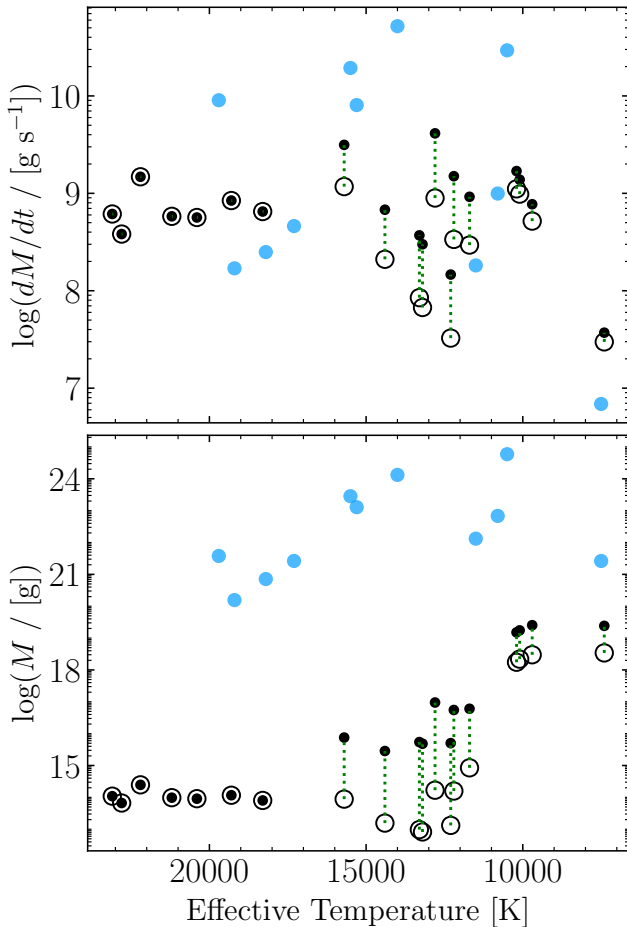 log(dM/dt / [g s⁻¹])
10
9
8
7
log(M / [g])
24
21
18
15
20000 15000 10000
Effective Temperature [K]